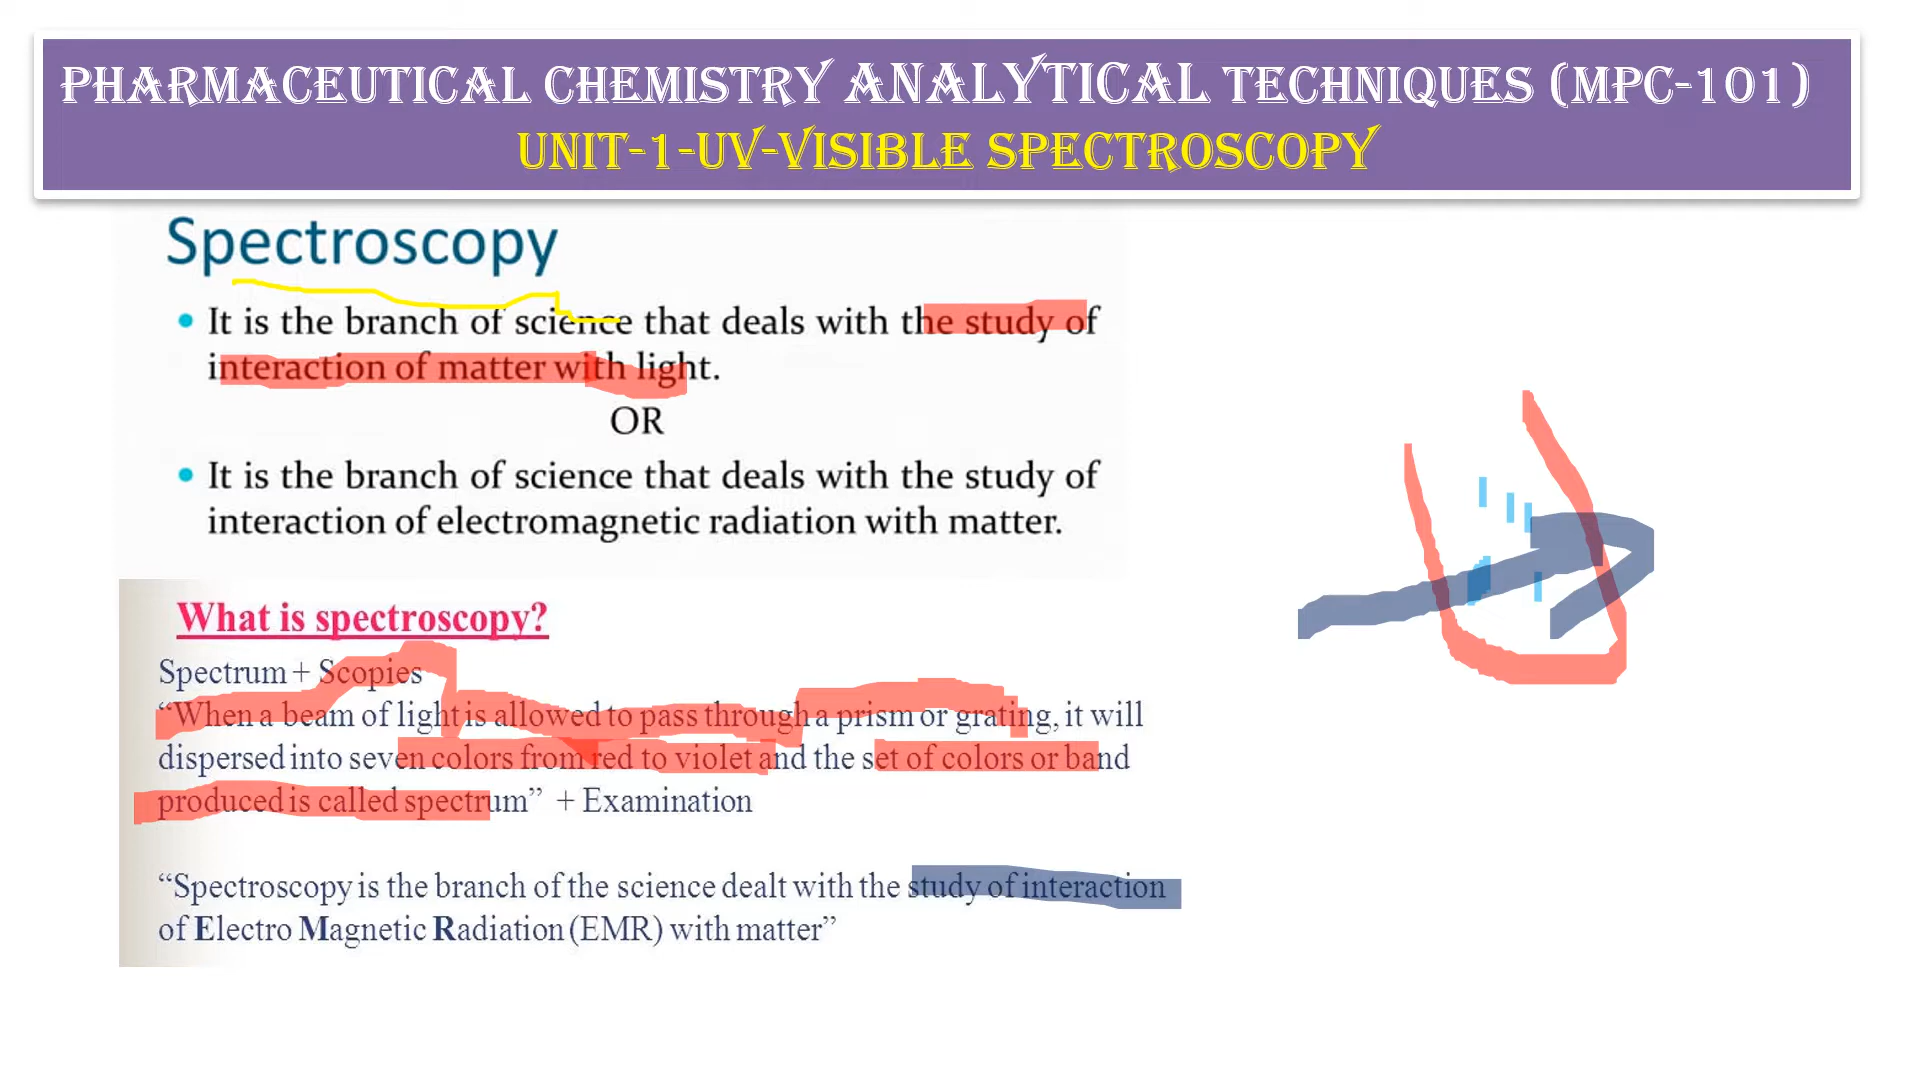 PHARMACEUTICAL CHEMISTRY ANALYTICAL TECHNIQUES (MPC-101)
UNIT-1-UV-VISIBLE SPECTROSCOPY
Spectroscopy
• It is the branch of science that deals with the study of
interaction of matter with light.
OR
• It is the branch of science that deals with the study of
interaction of electromagnetic radiation with matter.
What is spectroscopy?
Spectrum + Scopies
“When a beam of light is allowed to pass through a prism or grating, it will
dispersed into seven colors from red to violet and the set of colors or band
produced is called spectrum” + Examination
“Spectroscopy is the branch of the science dealt with the study of interaction
of Electro Magnetic Radiation (EMR) with matter”